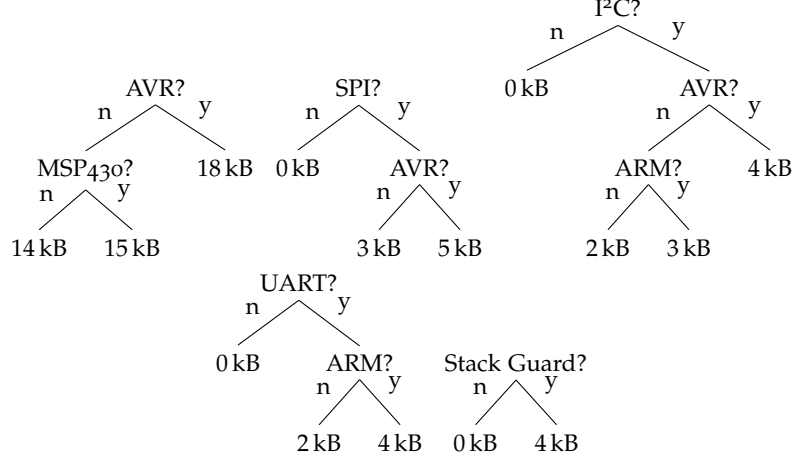 I²C?
n y
0 kB AVR?
n y
ARM? 4 kB
n y
2 kB 3 kB
AVR?
n y
MSP430? 18 kB
n y
14 kB 15 kB
SPI?
n y
0 kB AVR?
n y
3 kB 5 kB
UART?
n y
0 kB ARM?
n y
2 kB 4 kB
Stack Guard?
n y
0 kB 4 kB